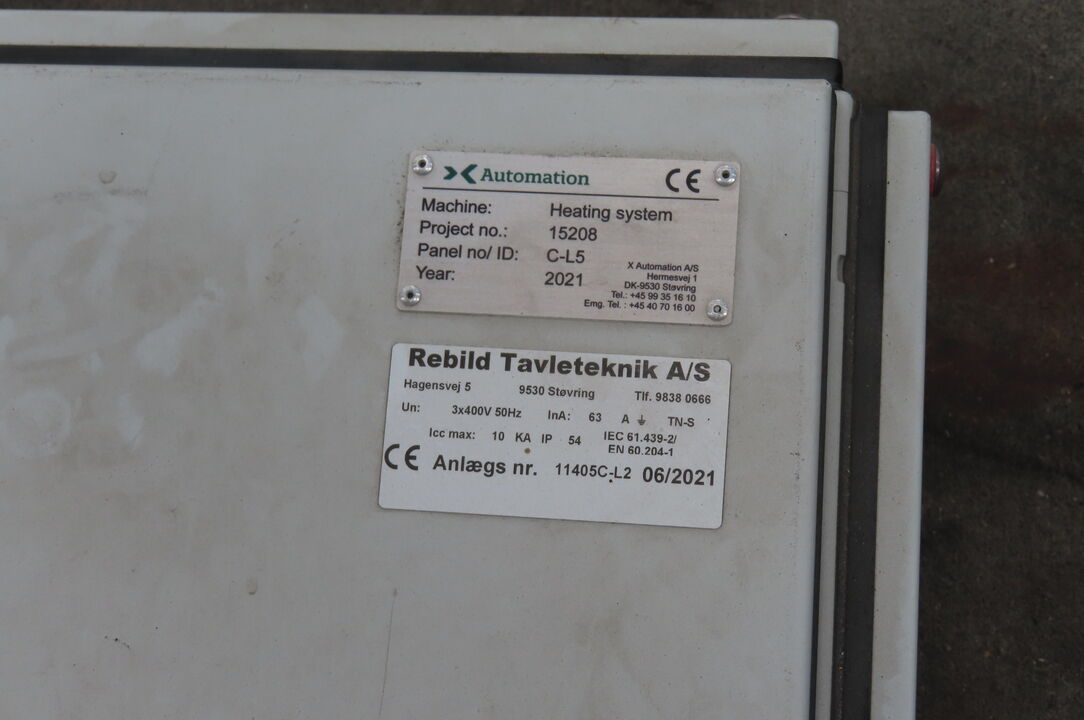 Automation CE
Machine: Heating system
Project no.: 15208
Panel no/ ID: C-L5
Year: 2021
X Automation A/S
Hermesvej 1
DK-9530 Støvring
Tel.: +45 99 35 16 10
Emg. Tel. : +45 40 70 16 00
Rebild Tavleteknik A/S
Hagensvej 5 9530 Støvring Tlf. 9838 0666
Un: 3x400V 50Hz InA: 63 A TN-S
Icc max: 10 KA IP 54 IEC 61.439-2/
EN 60.204-1
CE Anlægs nr. 11405C-L2 06/2021